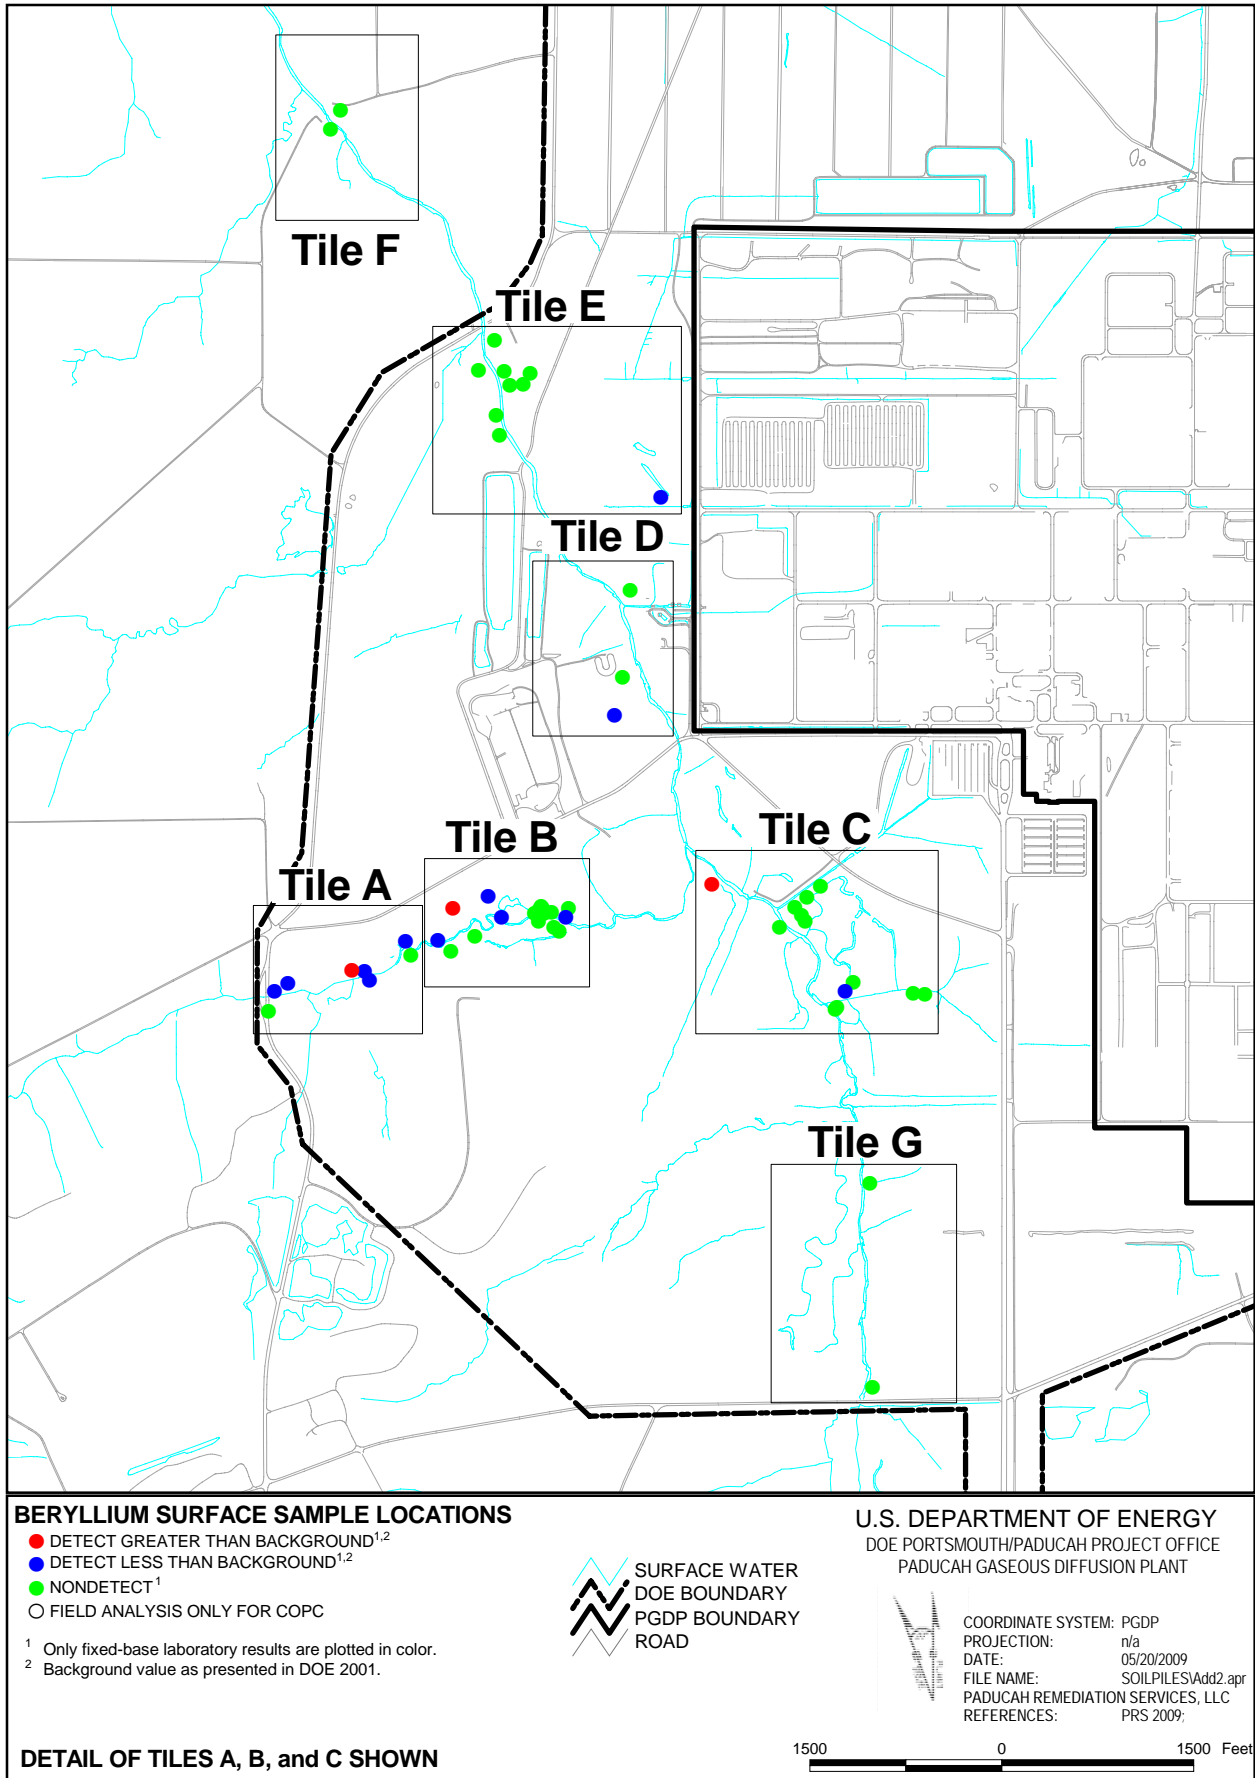 Tile F
Tile E
Tile D
Tile B
Tile C
Tile A
Tile G
BERYLLIUM SURFACE SAMPLE LOCATIONS
DETECT GREATER THAN BACKGROUND1,2
DETECT LESS THAN BACKGROUND1,2
NONDETECT1
FIELD ANALYSIS ONLY FOR COPC
1 Only fixed-base laboratory results are plotted in color.
2 Background value as presented in DOE 2001.
DETAIL OF TILES A, B, and C SHOWN
SURFACE WATER
DOE BOUNDARY
PGDP BOUNDARY
ROAD
U.S. DEPARTMENT OF ENERGY
DOE PORTSMOUTH/PADUCAH PROJECT OFFICE
PADUCAH GASEOUS DIFFUSION PLANT
COORDINATE SYSTEM: PGDP
PROJECTION: n/a
DATE: 05/20/2009
FILE NAME: SOILPILES\Add2.apr
PADUCAH REMEDIATION SERVICES, LLC
REFERENCES: PRS 2009;
1500 0 1500 Feet